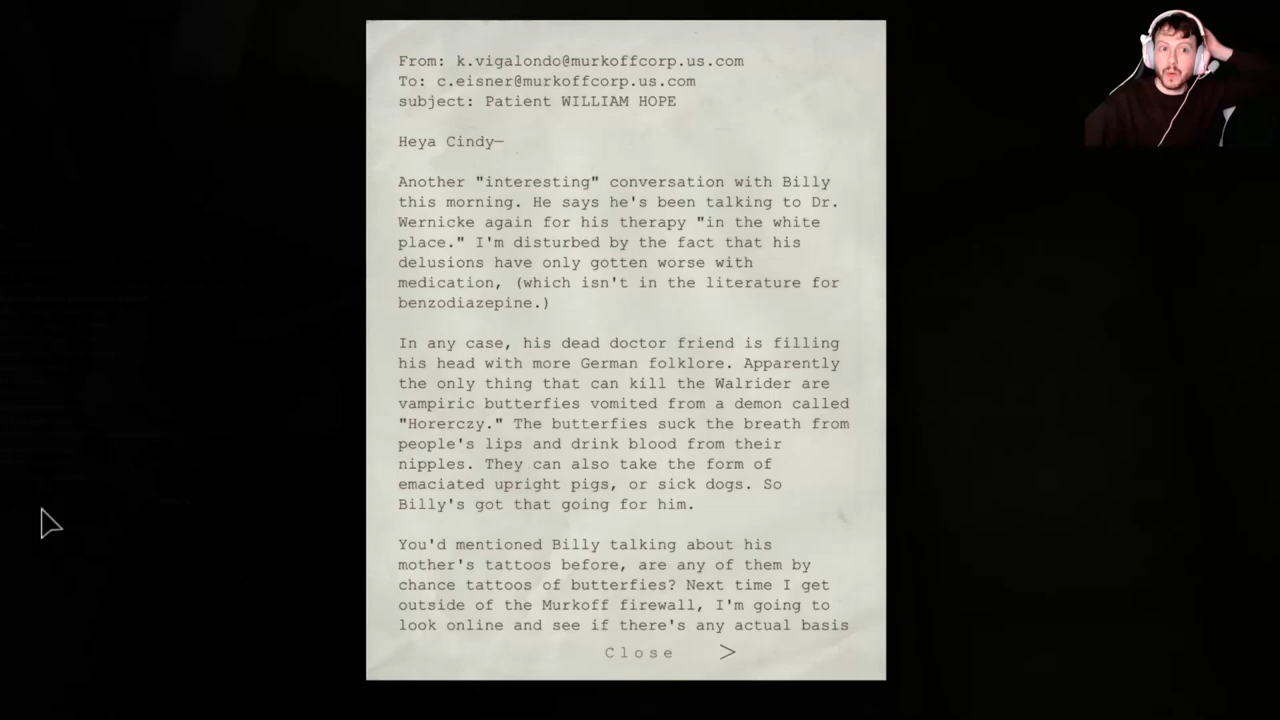 From: k.vigalondo@murkoffcorp.us.com
To: c.eisner@murkoffcorp.us.com
subject: Patient WILLIAM HOPE
Heya Cindy—
Another "interesting" conversation with Billy
this morning. He says he's been talking to Dr.
Wernicke again for his therapy "in the white
place." I'm disturbed by the fact that his
delusions have only gotten worse with
medication, (which isn't in the literature for
benzodiazepine.)
In any case, his dead doctor friend is filling
his head with more German folklore. Apparently
the only thing that can kill the Walrider are
vampiric butterfies vomited from a demon called
"Horerczy." The butterfies suck the breath from
people's lips and drink blood from their
nipples. They can also take the form of
emaciated upright pigs, or sick dogs. So
Billy's got that going for him.
You'd mentioned Billy talking about his
mother's tattoos before, are any of them by
chance tattoos of butterfies? Next time I get
outside of the Murkoff firewall, I'm going to
look online and see if there's any actual basis
Close >